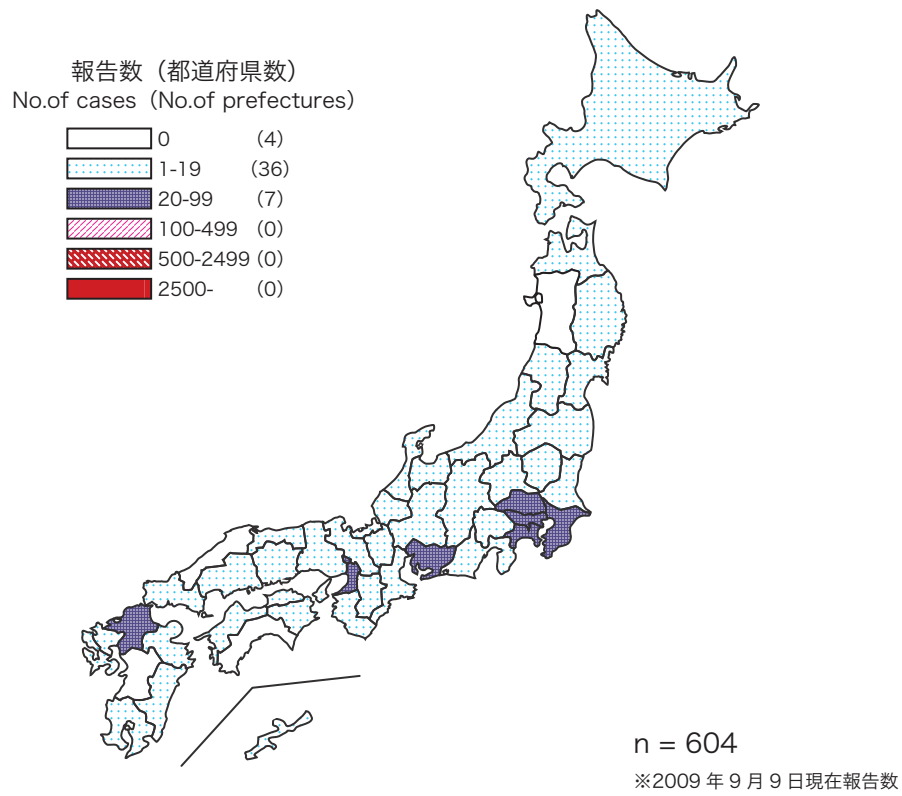 報告数（都道府県数）
No.of cases（No.of prefectures）
0 (4)
1-19 (36)
20-99 (7)
100-499 (0)
500-2499 (0)
2500- (0)
n = 604
※2009 年 9 月 9 日現在報告数